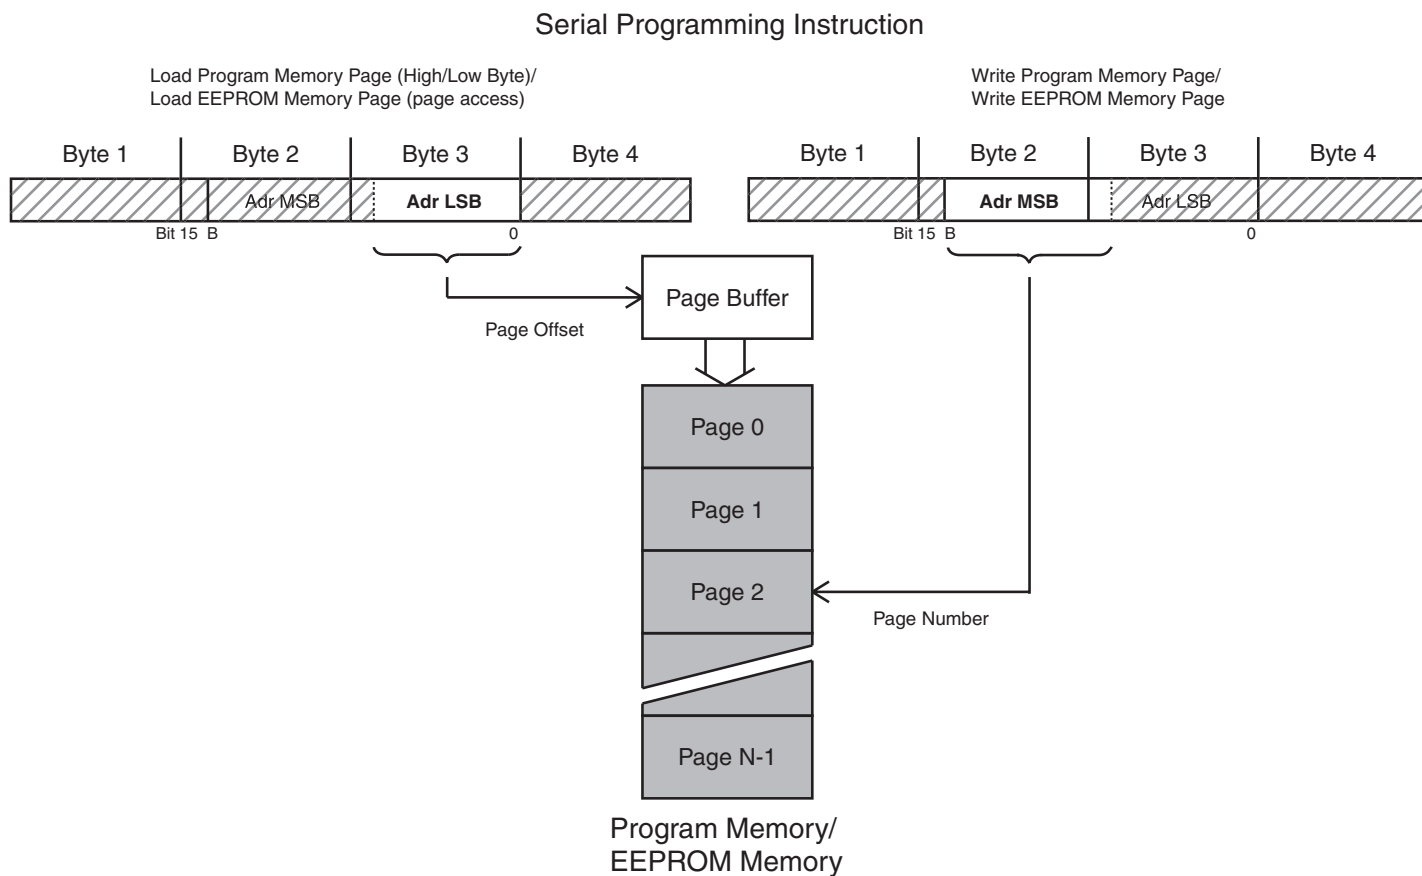 Serial Programming Instruction
Load Program Memory Page (High/Low Byte)/
Load EEPROM Memory Page (page access)
Write Program Memory Page/
Write EEPROM Memory Page
Byte 1 Byte 2 Byte 3 Byte 4
Byte 1 Byte 2 Byte 3 Byte 4
Adr MSB Adr LSB
Adr MSB Adr LSB
Bit 15 B 0
Bit 15 B 0
Page Buffer
Page Offset
Page 0
Page 1
Page 2
Page Number
Page N-1
Program Memory/
EEPROM Memory